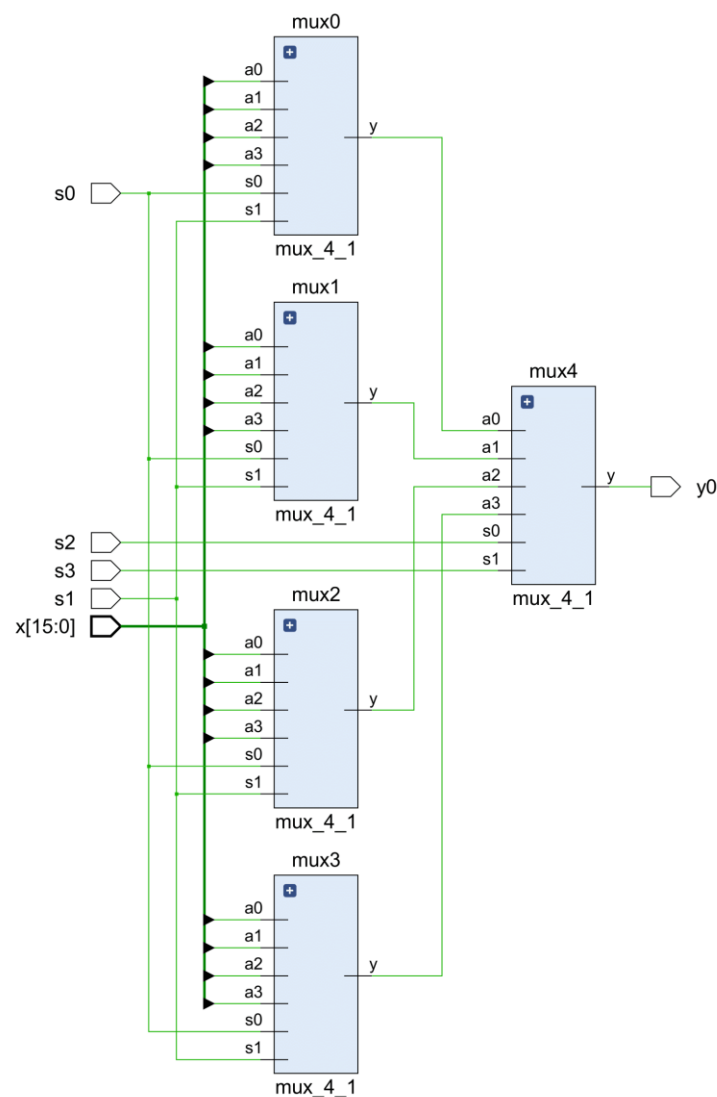 mux0
a0
a1
a2
a3
s0
s1
y
mux_4_1
s0
mux1
a0
a1
a2
a3
s0
s1
y
mux_4_1
mux4
a0
a1
a2
a3
s0
s1
y
mux_4_1
y0
s2
s3
s1
x[15:0]
mux2
a0
a1
a2
a3
s0
s1
y
mux_4_1
mux3
a0
a1
a2
a3
s0
s1
y
mux_4_1